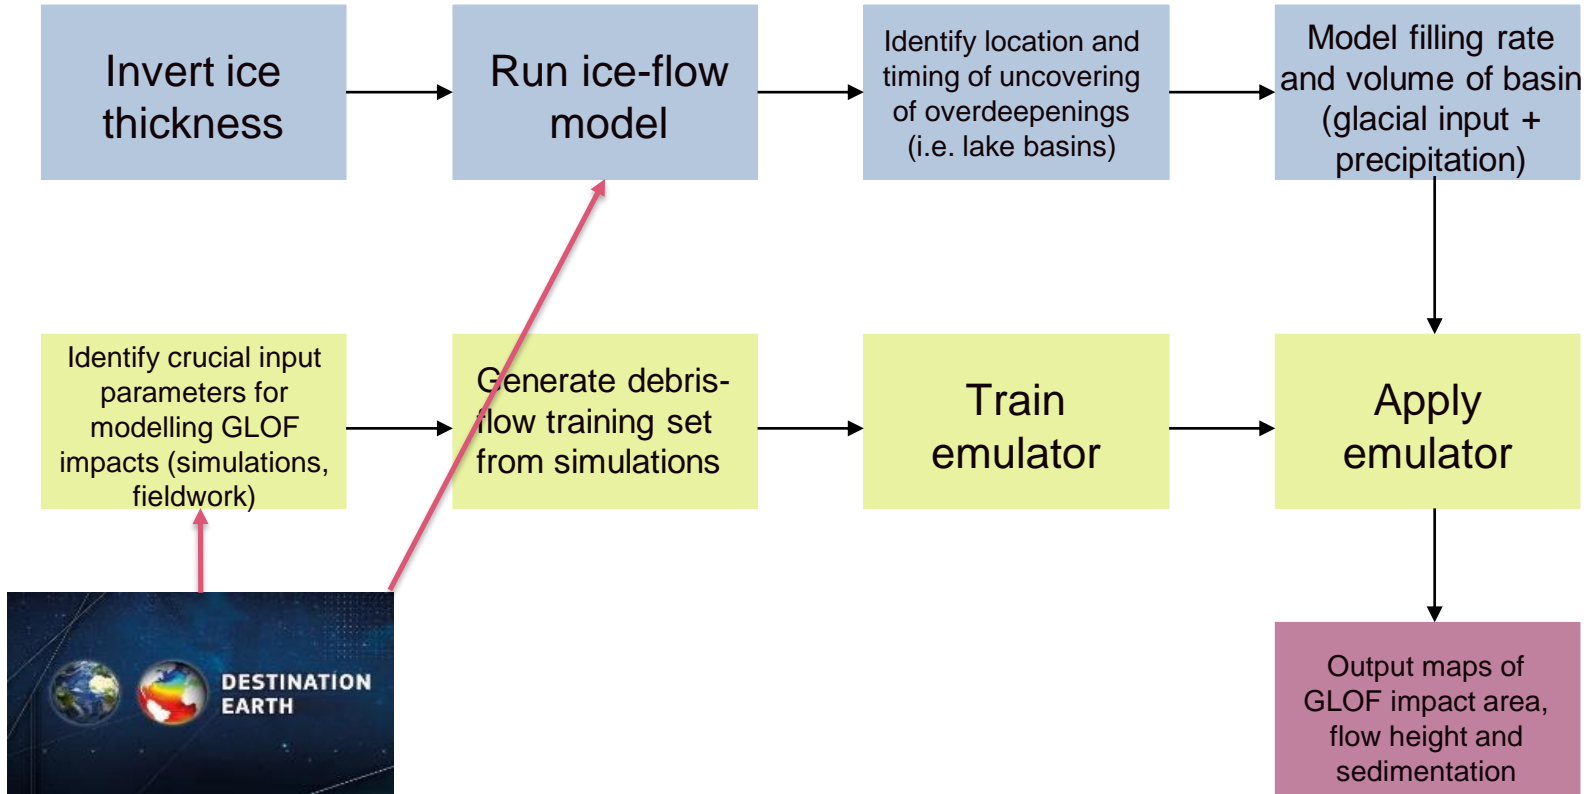 Invert ice
thickness
Run ice-flow
model
Identify location and
timing of uncovering
of overdeepenings
(i.e. lake basins)
Model filling rate
and volume of basin
(glacial input +
precipitation)
Identify crucial input
parameters for
modelling GLOF
impacts (simulations,
fieldwork)
Generate debris-
flow training set
from simulations
Train
emulator
Apply
emulator
DESTINATION
EARTH
Output maps of
GLOF impact area,
flow height and
sedimentation